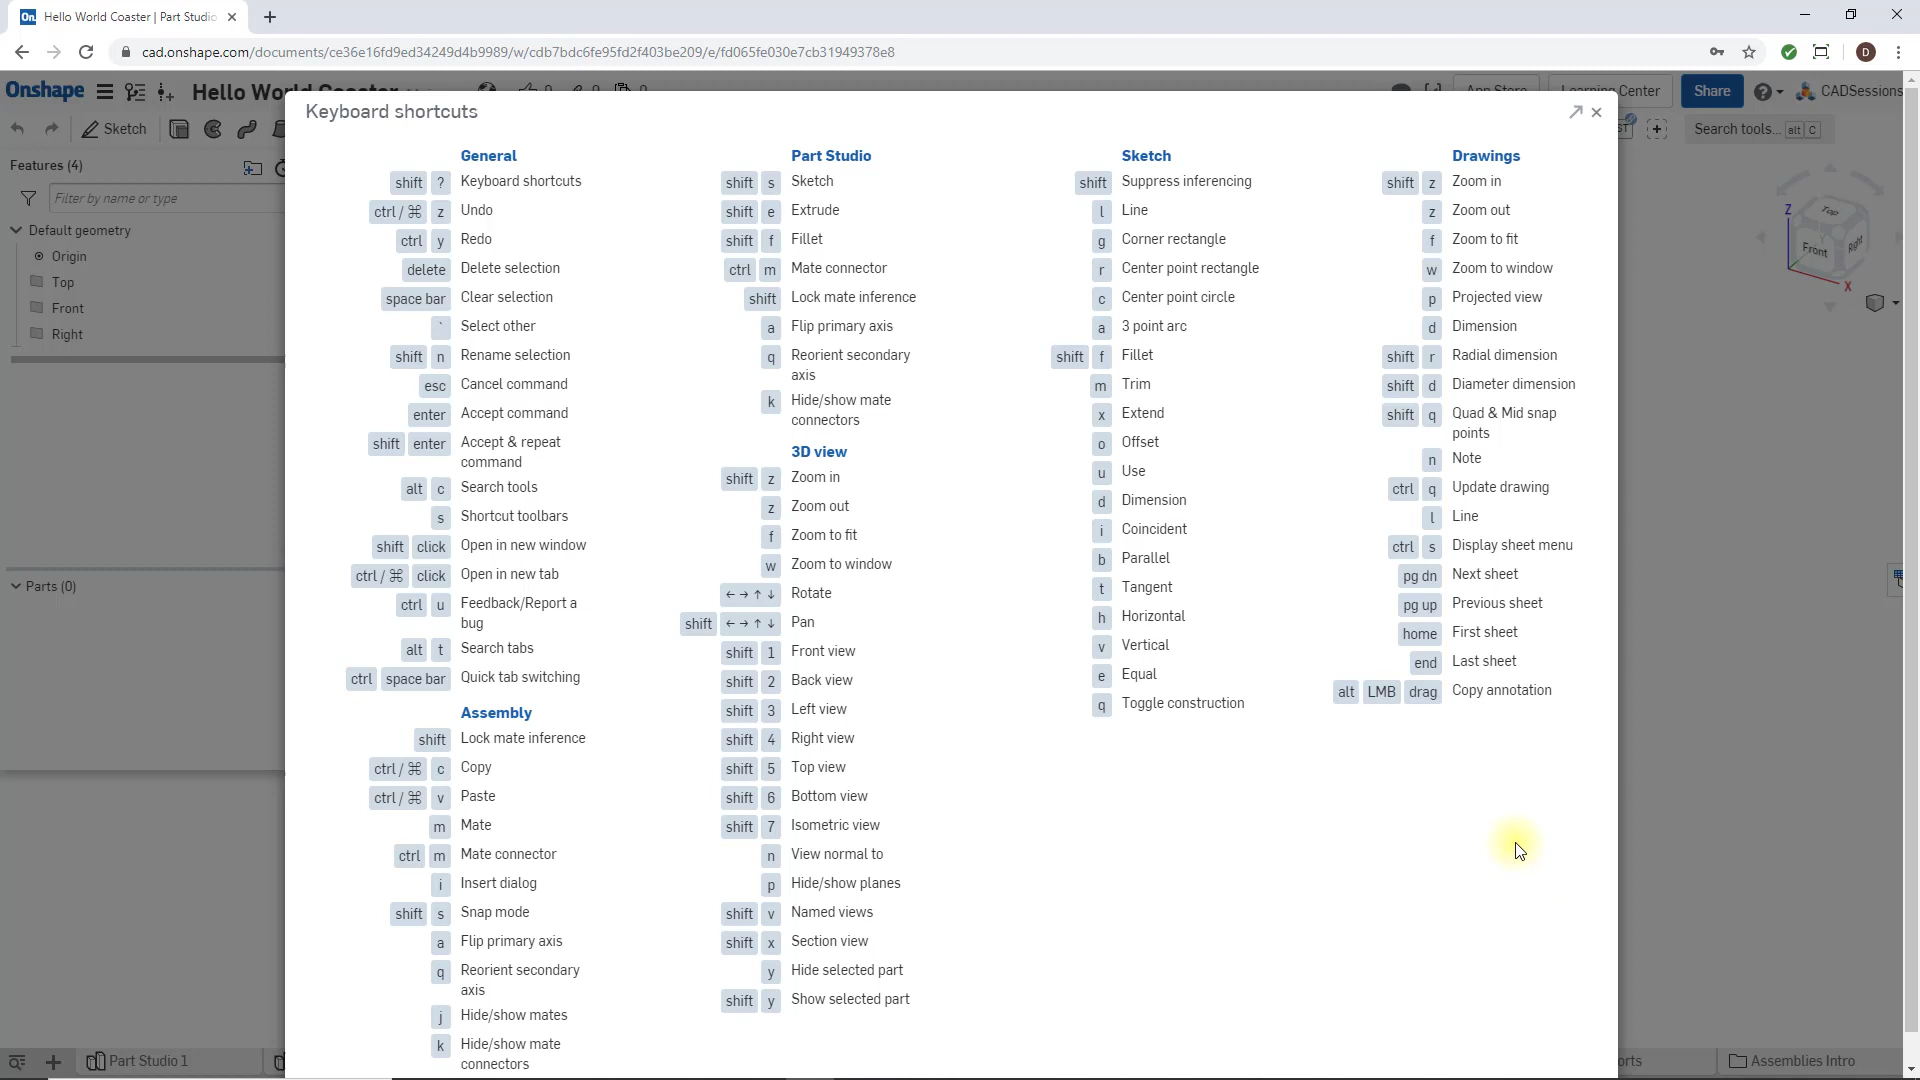 Hello World Coaster | Part Studio
cad.onshape.com/documents/ce36e16fd9ed34249d4b9989/w/cdb7bdc6fe95fd2f403be209/e/fd065fe030e7cb31949378e8
D
Onshape
Share
CADSessions
Sketch
Search tools... alt C
Features (4)
Filter by name or type
Default geometry
Origin
Top
Front
Right
Parts (0)
Z
Top
Front
Right
X
Keyboard shortcuts
General
shift ? Keyboard shortcuts
ctrl / ⌘ z Undo
ctrl y Redo
delete Delete selection
space bar Clear selection
` Select other
shift n Rename selection
esc Cancel command
enter Accept command
shift enter Accept & repeat
command
alt c Search tools
s Shortcut toolbars
shift click Open in new window
ctrl / ⌘ click Open in new tab
ctrl u Feedback/Report a
bug
alt t Search tabs
ctrl space bar Quick tab switching
Assembly
shift Lock mate inference
ctrl / ⌘ c Copy
ctrl / ⌘ v Paste
m Mate
ctrl m Mate connector
i Insert dialog
shift s Snap mode
a Flip primary axis
q Reorient secondary
axis
j Hide/show mates
k Hide/show mate
connectors
Part Studio
shift s Sketch
shift e Extrude
shift f Fillet
ctrl m Mate connector
shift Lock mate inference
a Flip primary axis
q Reorient secondary
axis
k Hide/show mate
connectors
3D view
shift z Zoom in
z Zoom out
f Zoom to fit
w Zoom to window
← → ↑ ↓ Rotate
shift ← → ↑ ↓ Pan
shift 1 Front view
shift 2 Back view
shift 3 Left view
shift 4 Right view
shift 5 Top view
shift 6 Bottom view
shift 7 Isometric view
n View normal to
p Hide/show planes
shift v Named views
shift x Section view
y Hide selected part
shift y Show selected part
Sketch
shift Suppress inferencing
l Line
g Corner rectangle
r Center point rectangle
c Center point circle
a 3 point arc
shift f Fillet
m Trim
x Extend
o Offset
u Use
d Dimension
i Coincident
b Parallel
t Tangent
h Horizontal
v Vertical
e Equal
q Toggle construction
Drawings
shift z Zoom in
z Zoom out
f Zoom to fit
w Zoom to window
p Projected view
d Dimension
shift r Radial dimension
shift d Diameter dimension
shift q Quad & Mid snap
points
n Note
ctrl q Update drawing
l Line
ctrl s Display sheet menu
pg dn Next sheet
pg up Previous sheet
home First sheet
end Last sheet
alt LMB drag Copy annotation
Part Studio 1
Assemblies Intro